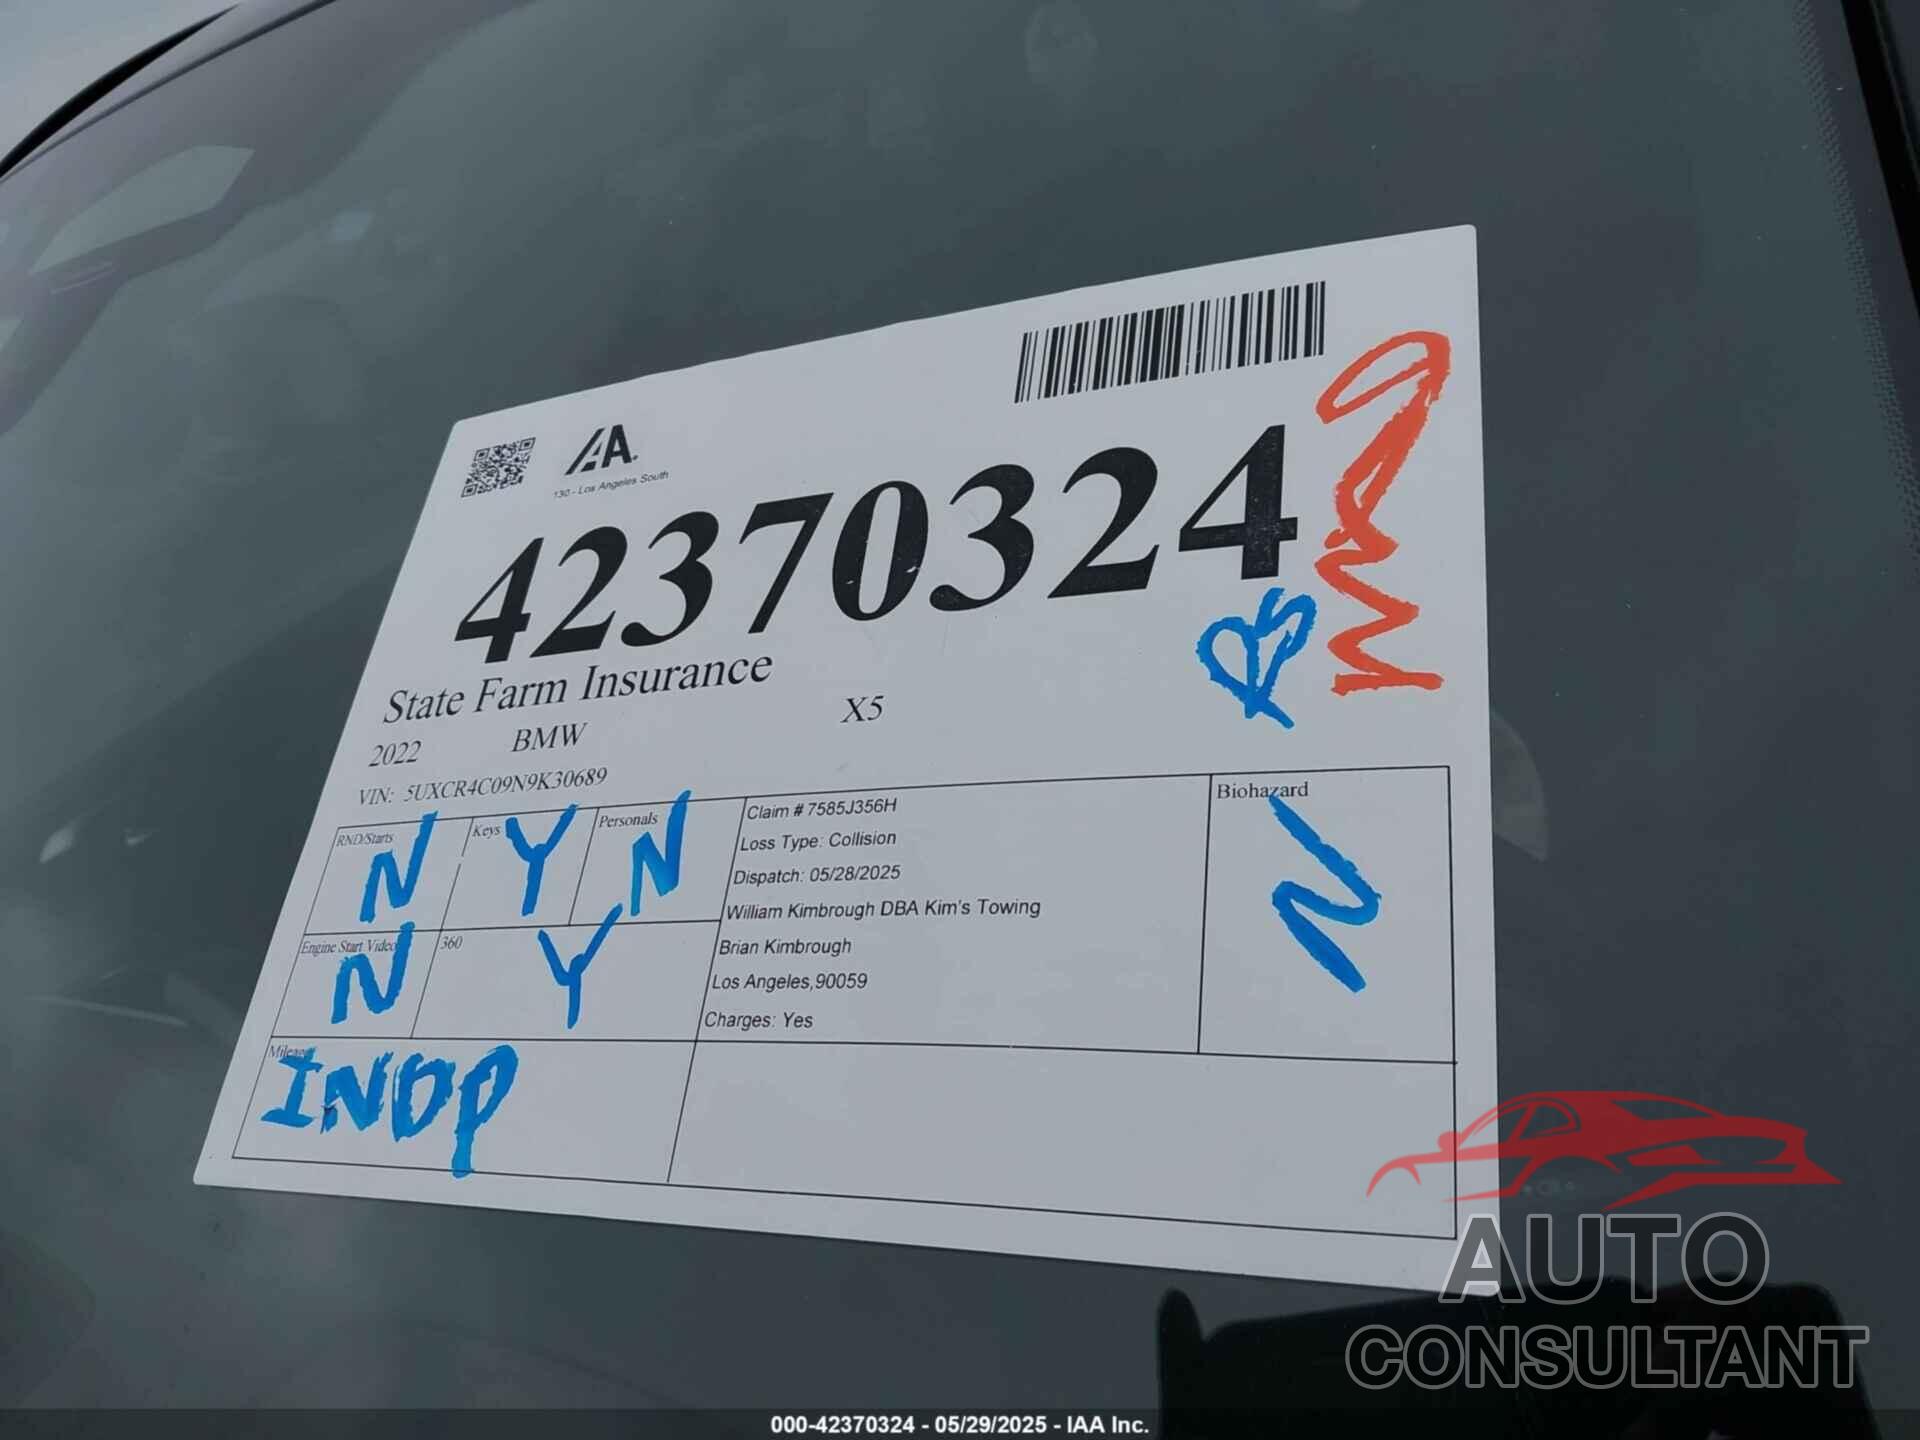 IAA.
130 - Los Angeles South
42370324
State Farm Insurance
2022 BMW X5
VIN: 5UXCR4C09N9K30689
RND/Starts N
Keys Y
Personals N
Engine Start Video N
360 Y
Mileage INOP
Claim # 7585J356H
Loss Type: Collision
Dispatch: 05/28/2025
William Kimbrough DBA Kim's Towing
Brian Kimbrough
Los Angeles,90059
Charges: Yes
Biohazard
N
AUTO
CONSULTANT
000-42370324 - 05/29/2025 - IAA Inc.